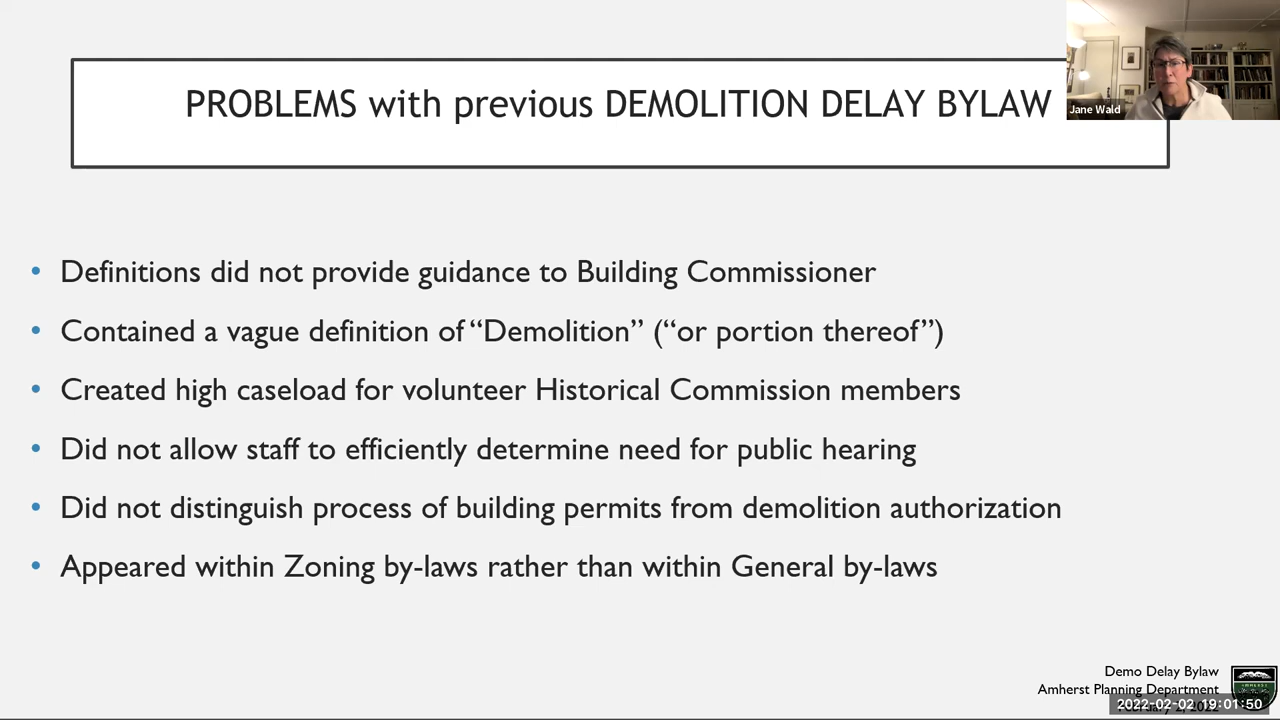 PROBLEMS with previous DEMOLITION DELAY BYLAW
Jane Wald
• Definitions did not provide guidance to Building Commissioner
• Contained a vague definition of “Demolition” (“or portion thereof”)
• Created high caseload for volunteer Historical Commission members
• Did not allow staff to efficiently determine need for public hearing
• Did not distinguish process of building permits from demolition authorization
• Appeared within Zoning by-laws rather than within General by-laws
Demo Delay Bylaw
Amherst Planning Department
February 2, 2022
2022-02-02 19:01:50